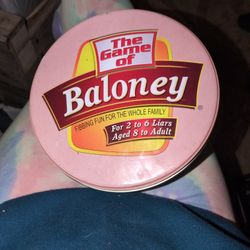 The
Game
of
Baloney
®
FIBBING FUN FOR THE WHOLE FAMILY
For 2 to 6 Liars
Aged 8 to Adult